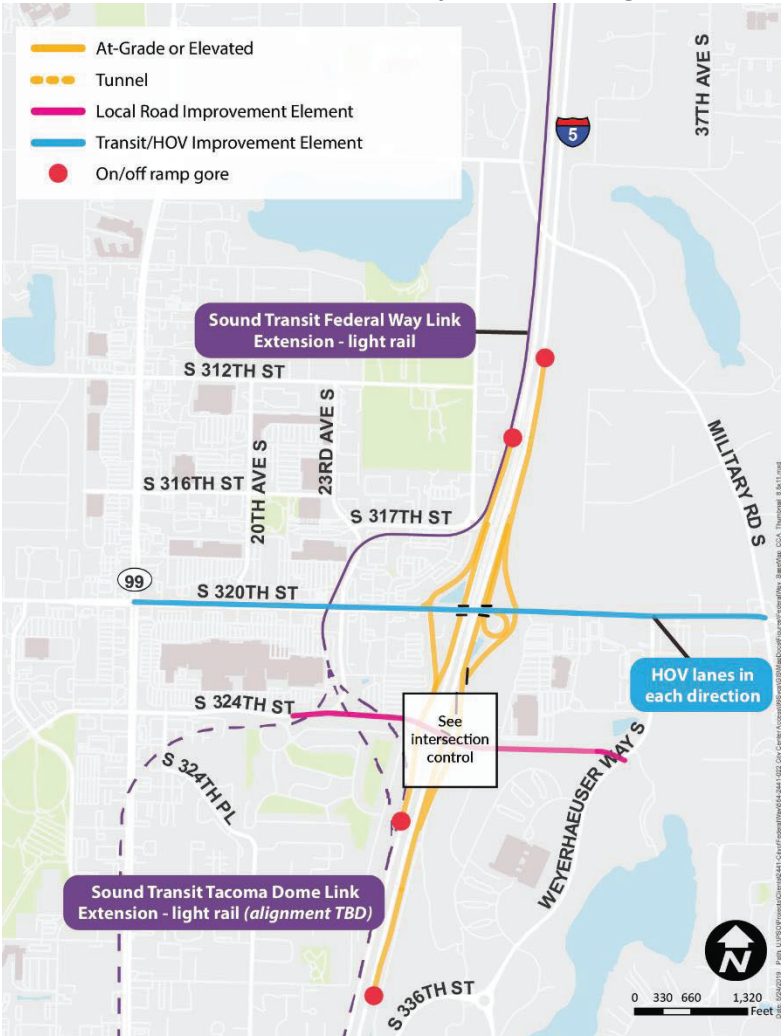 At-Grade or Elevated
Tunnel
Local Road Improvement Element
Transit/HOV Improvement Element
On/off ramp gore
5
37TH AVE S
Sound Transit Federal Way Link
Extension - light rail
S 312TH ST
MILITARY RD S
S 316TH ST
20TH AVE S
23RD AVE S
S 317TH ST
99
S 320TH ST
HOV lanes in
each direction
S 324TH ST
See
intersection
control
S 324TH PL
WEYERHAEUSER WAY S
Sound Transit Tacoma Dome Link
Extension - light rail (alignment TBD)
S 336TH ST
N
0 330 660 1,320
Feet